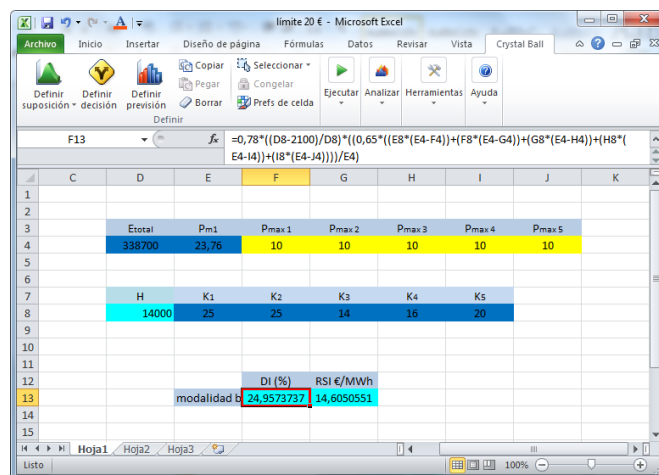 límite 20 € - Microsoft Excel
Archivo Inicio Insertar Diseño de página Fórmulas Datos Revisar Vista Crystal Ball
Definir suposición
Definir decisión
Definir previsión
Copiar
Pegar
Borrar
Seleccionar
Congelar
Prefs de celda
Ejecutar Analizar Herramientas Ayuda
Definir
F13 fx =0,78*((D8-2100)/D8)*((0,65*((E8*(E4-F4))+(F8*(E4-G4))+(G8*(E4-H4))+(H8*(
E4-I4))+(I8*(E4-J4))))/E4)
C D E F G H I J K
1
2
3 Etotal Pm1 Pmax 1 Pmax 2 Pmax 3 Pmax 4 Pmax 5
4 338700 23,76 10 10 10 10 10
5
6
7 H K1 K2 K3 K4 K5
8 14000 25 25 14 16 20
9
10
11
12 DI (%) RSI €/MWh
13 modalidad b 24,9573737 14,6050551
14
15
Hoja1 Hoja2 Hoja3
Listo 100%